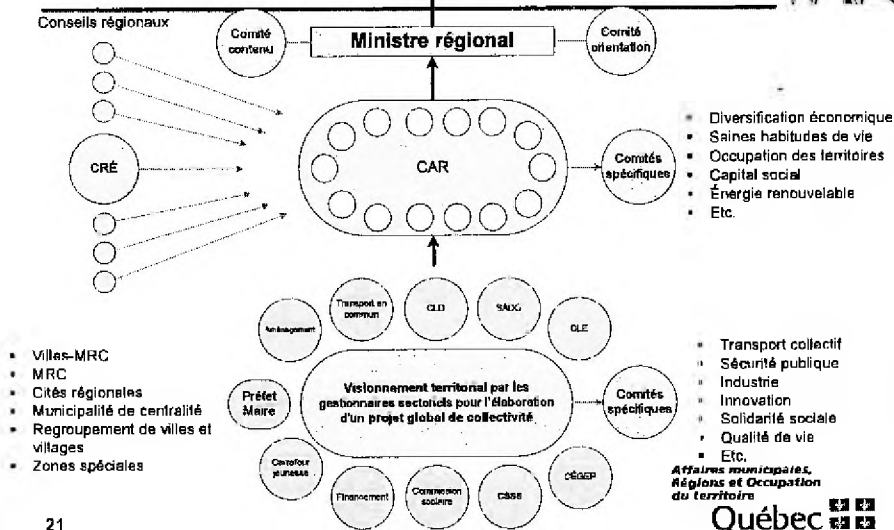 Conseils régionaux
Comité
contenu
Ministre régional
Comité
orientation
CRÉ
CAR
Comités
spécifiques
▪ Diversification économique
▪ Saines habitudes de vie
▪ Occupation des territoires
▪ Capital social
▪ Énergie renouvelable
▪ Etc.
Aménagement
Transport en
commun
CLD
SADC
CLE
▪ Villes-MRC
▪ MRC
▪ Cités régionales
▪ Municipalité de centralité
▪ Regroupement de villes et
villages
▪ Zones spéciales
Préfet
Maire
Visionnement territorial par les
gestionnaires sectoriels pour l'élaboration
d'un projet global de collectivité
Comités
spécifiques
▪ Transport collectif
▪ Sécurité publique
▪ Industrie
▪ Innovation
▪ Solidarité sociale
▪ Qualité de vie
▪ Etc.
Carrefour
jeunesse
Financement
Commission
scolaire
CSSS
CÉGEP
Affaires municipales,
Régions et Occupation
du territoire
Québec
21